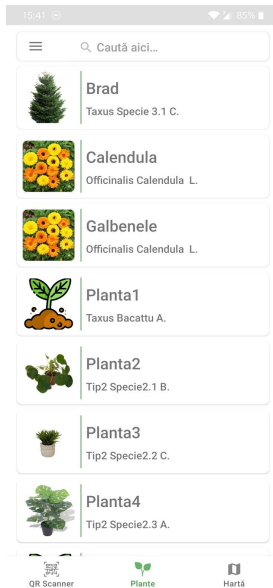 15:41
85%
Caută aici...
Brad
Taxus Specie 3.1 C.
Calendula
Officinalis Calendula L.
Galbenele
Officinalis Calendula L.
Planta1
Taxus Bacattu A.
Planta2
Tip2 Specie2.1 B.
Planta3
Tip2 Specie2.2 C.
Planta4
Tip2 Specie2.3 A.
QR Scanner
Plante
Hartă